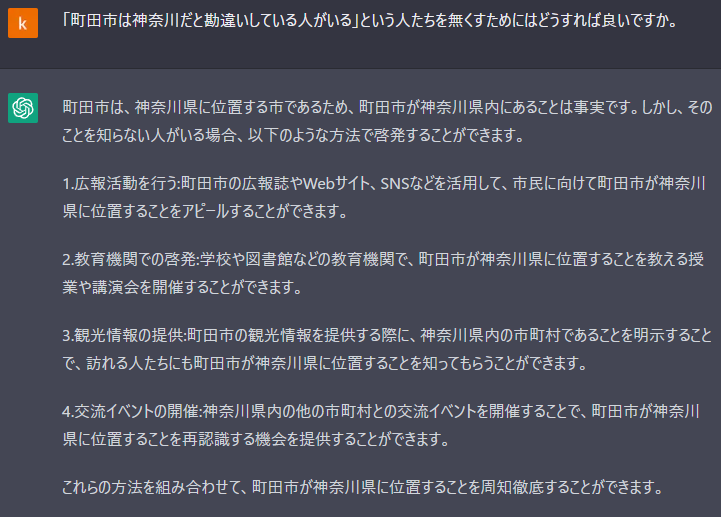 k
「町田市は神奈川だと勘違いしている人がいる」という人たちを無くすためにはどうすれば良いですか。
町田市は、神奈川県に位置する市であるため、町田市が神奈川県内にあることは事実です。しかし、その
ことを知らない人がいる場合、以下のような方法で啓発することができます。
1.広報活動を行う:町田市の広報誌やWebサイト、SNSなどを活用して、市民に向けて町田市が神奈川
県に位置することをアピールすることができます。
2.教育機関での啓発:学校や図書館などの教育機関で、町田市が神奈川県に位置することを教える授
業や講演会を開催することができます。
3.観光情報の提供:町田市の観光情報を提供する際に、神奈川県内の市町村であることを明示すること
で、訪れる人たちにも町田市が神奈川県に位置することを知ってもらうことができます。
4.交流イベントの開催:神奈川県内の他の市町村との交流イベントを開催することで、町田市が神奈川
県に位置することを再認識する機会を提供することができます。
これらの方法を組み合わせて、町田市が神奈川県に位置することを周知徹底することができます。